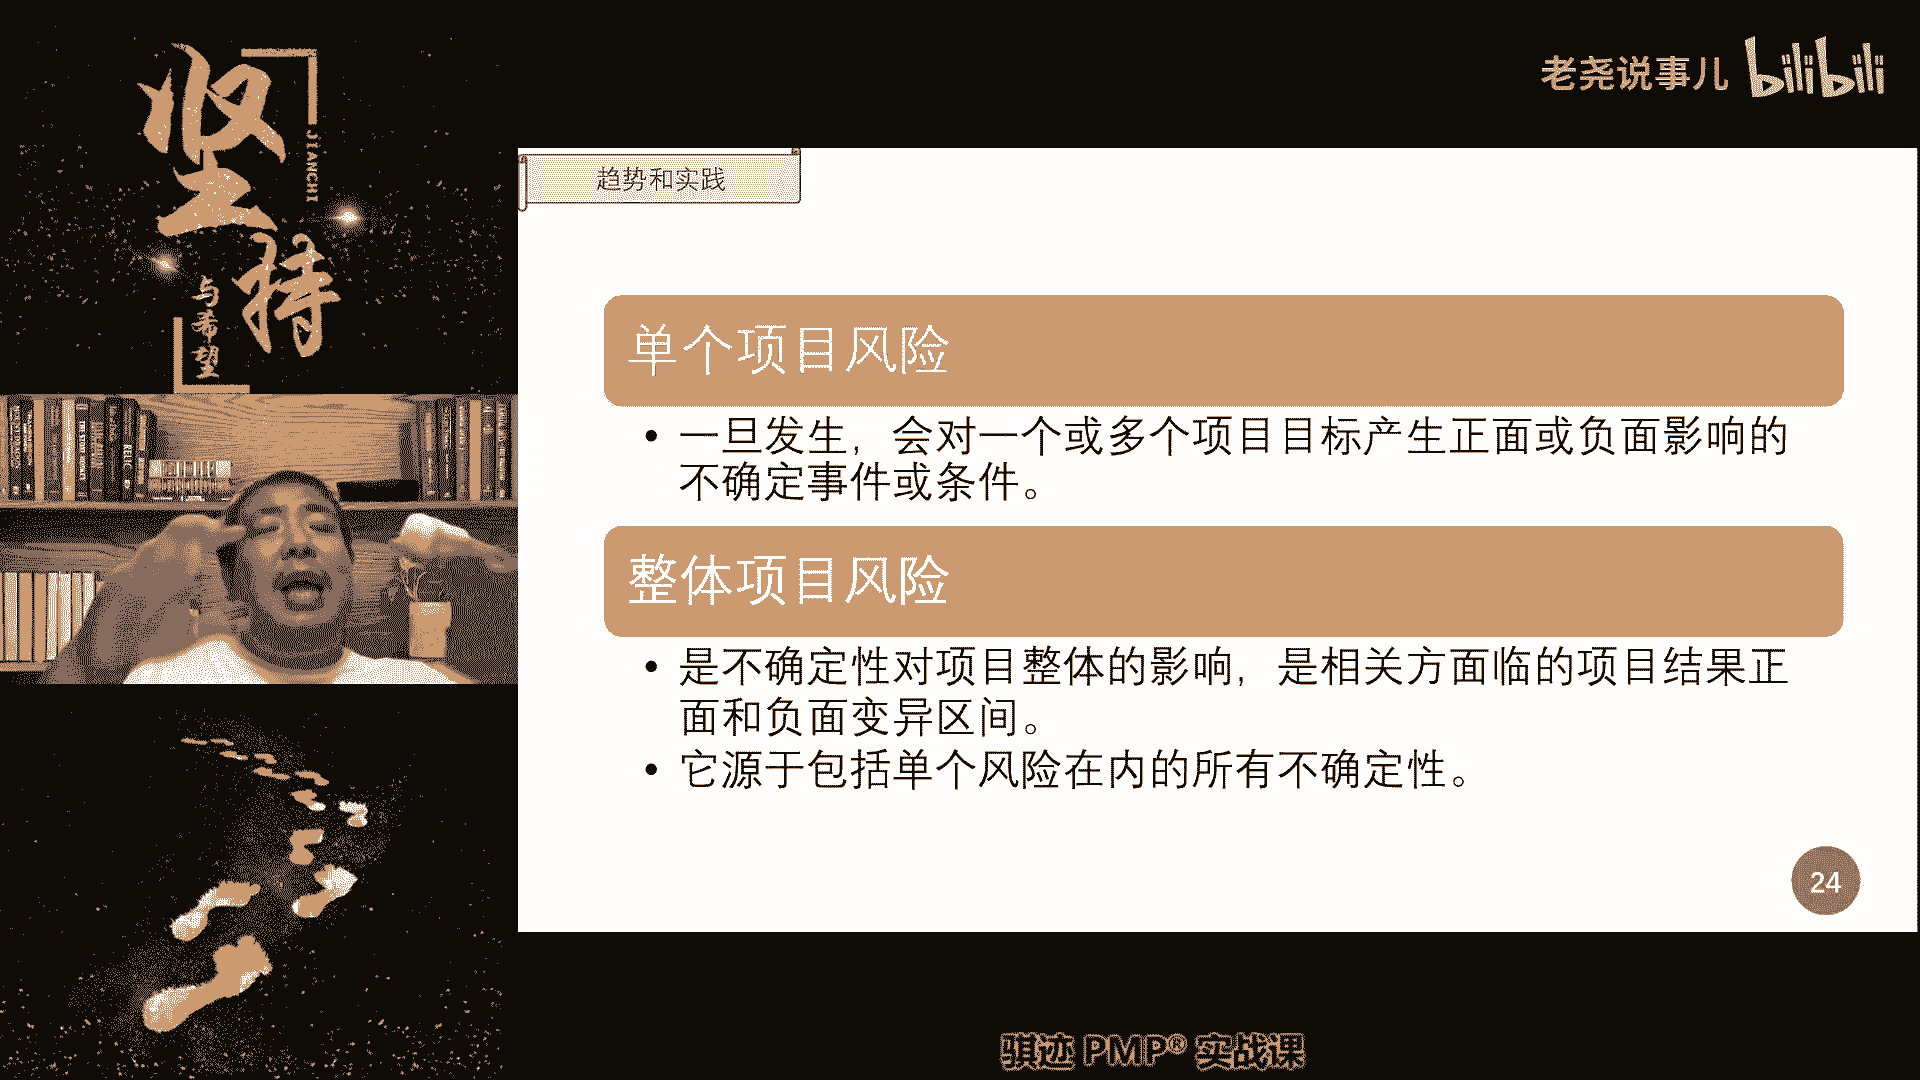 坚持
JIANCHI
与希望
老尧说事儿 bilibili
趋势和实践
单个项目风险
• 一旦发生，会对一个或多个项目目标产生正面或负面影响的
不确定事件或条件。
整体项目风险
• 是不确定性对项目整体的影响，是相关方面临的项目结果正
面和负面变异区间。
• 它源于包括单个风险在内的所有不确定性。
24
骐迹 PMP® 实战课